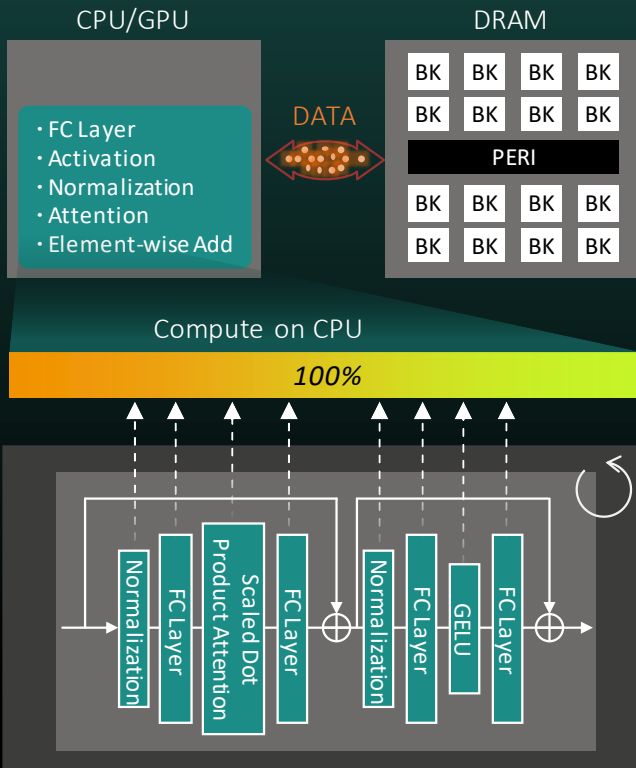 CPU/GPU
DRAM
· FC Layer
· Activation
· Normalization
· Attention
· Element-wise Add
DATA
BK BK BK BK
BK BK BK BK
PERI
BK BK BK BK
BK BK BK BK
Compute on CPU
100%
Normalization
FC Layer
Scaled Dot
Product Attention
FC Layer
Normalization
FC Layer
GELU
FC Layer